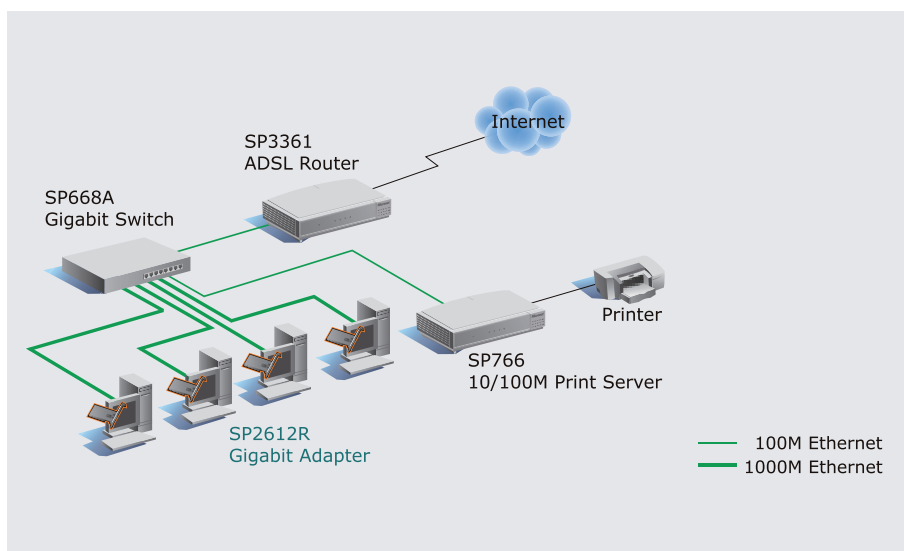 Internet
SP3361
ADSL Router
SP668A
Gigabit Switch
Printer
SP766
10/100M Print Server
SP2612R
Gigabit Adapter
100M Ethernet
1000M Ethernet